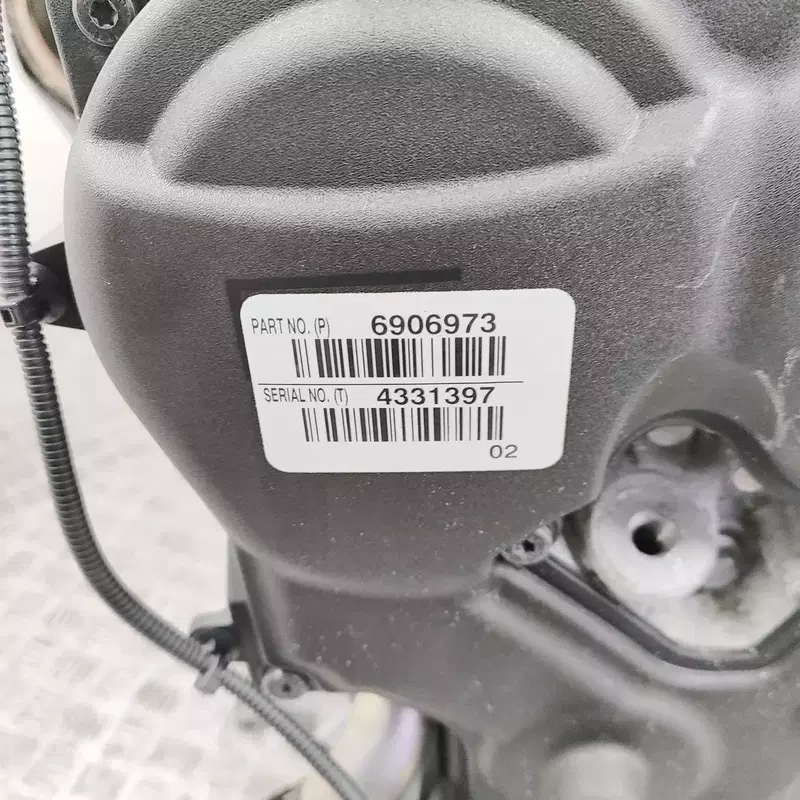 PART NO. (P) 6906973
SERIAL NO. (T) 4331397
02